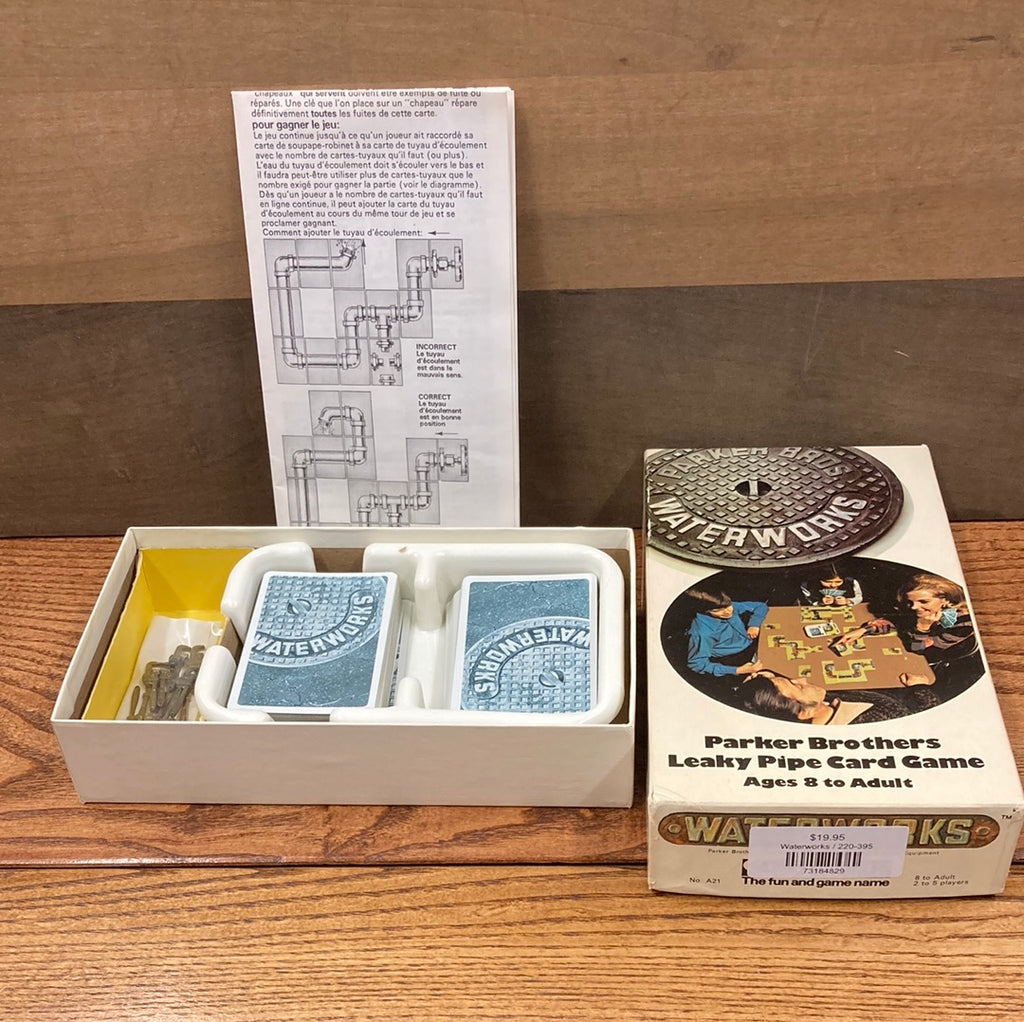 chapeaux" qui servent doivent être exempts de fuite ou
réparés. Une clé que l'on place sur un "chapeau" répare
définitivement toutes les fuites de cette carte.
pour gagner le jeu:
Le jeu continue jusqu'à ce qu'un joueur ait raccordé sa
carte de soupape-robinet à sa carte de tuyau d'écoulement
avec le nombre de cartes-tuyaux qu'il faut (ou plus).
L'eau du tuyau d'écoulement doit s'écouler vers le bas et
il faudra peut-être utiliser plus de cartes-tuyaux que le
nombre exigé pour gagner la partie (voir le diagramme).
Dès qu'un joueur a le nombre de cartes-tuyaux qu'il faut
en ligne continue, il peut ajouter la carte du tuyau
d'écoulement au cours du même tour de jeu et se
proclamer gagnant.
Comment ajouter le tuyau d'écoulement:
INCORRECT
Le tuyau
d'écoulement
est dans le
mauvais sens.
CORRECT
Le tuyau
d'écoulement
est en bonne
position
WATERWORKS
WATERWORKS
WATERWORKS
PARKER BROS
WATERWORKS
Parker Brothers
Leaky Pipe Card Game
Ages 8 to Adult
WATERWORKS TM
$19.95
Waterworks / 220-395
73184829
Parker Broth
equipment
No. A21
The fun and game name
8 to Adult
2 to 5 players